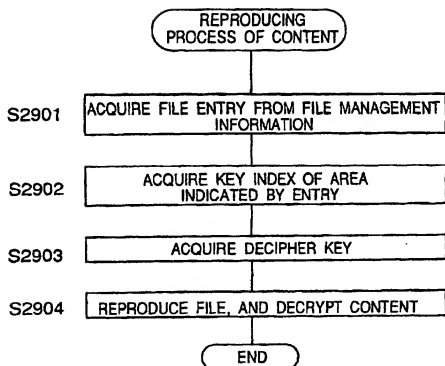 REPRODUCING
PROCESS OF CONTENT
S2901
ACQUIRE FILE ENTRY FROM FILE MANAGEMENT
INFORMATION
S2902
ACQUIRE KEY INDEX OF AREA
INDICATED BY ENTRY
S2903
ACQUIRE DECIPHER KEY
S2904
REPRODUCE FILE, AND DECRYPT CONTENT
END